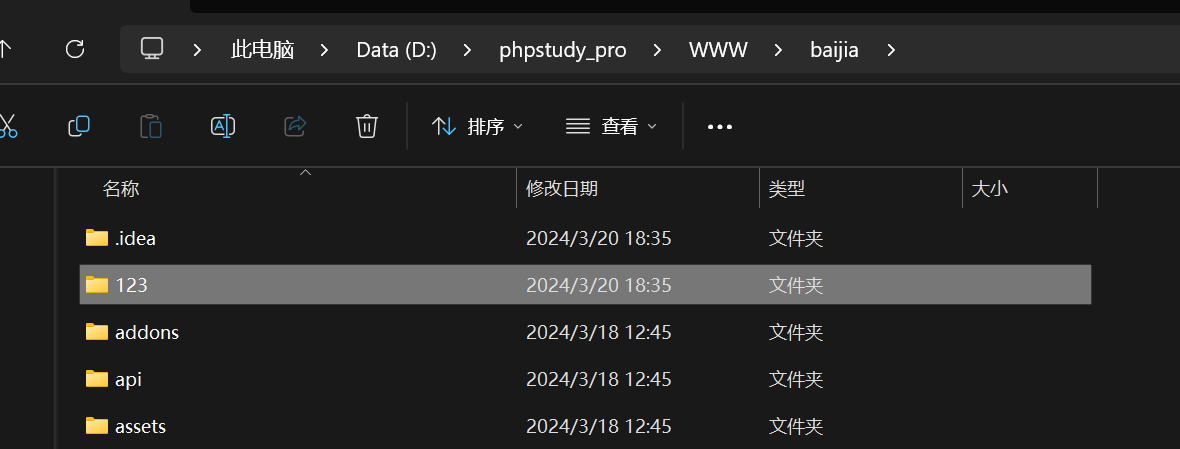 此电脑 Data (D:) phpstudy_pro WWW baijia
排序 查看
名称 修改日期 类型 大小
.idea 2024/3/20 18:35 文件夹
123 2024/3/20 18:35 文件夹
addons 2024/3/18 12:45 文件夹
api 2024/3/18 12:45 文件夹
assets 2024/3/18 12:45 文件夹